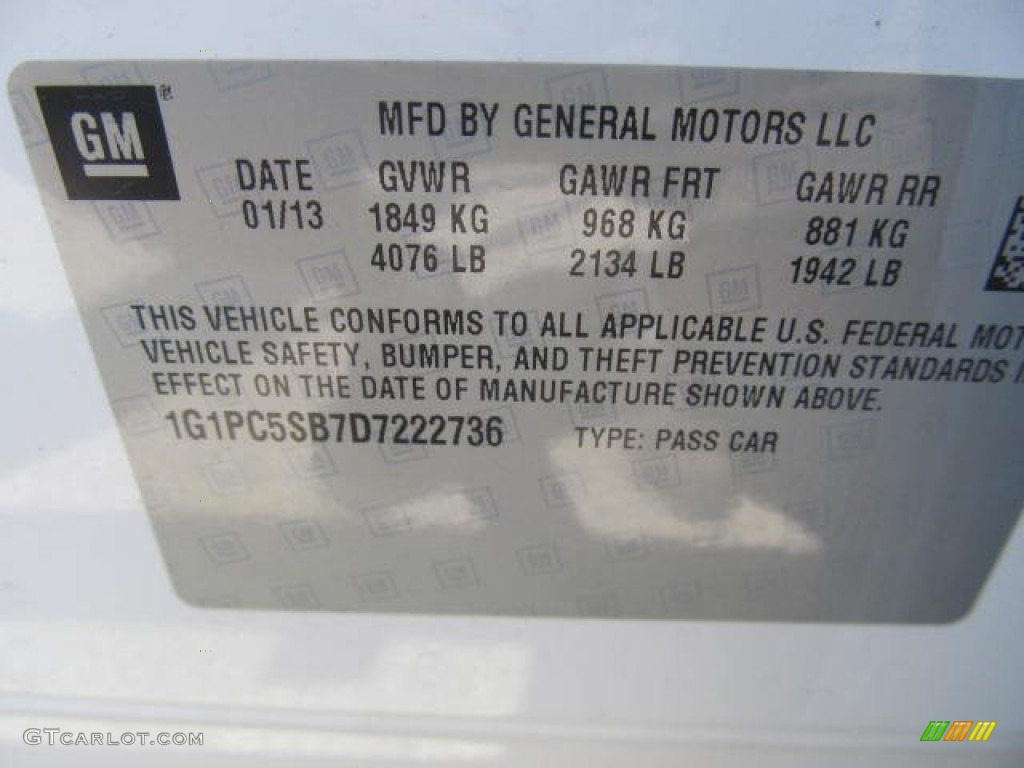 GM
MFD BY GENERAL MOTORS LLC
DATE GVWR GAWR FRT GAWR RR
01/13 1849 KG 968 KG 881 KG
4076 LB 2134 LB 1942 LB
THIS VEHICLE CONFORMS TO ALL APPLICABLE U.S. FEDERAL MOT
VEHICLE SAFETY, BUMPER, AND THEFT PREVENTION STANDARDS
EFFECT ON THE DATE OF MANUFACTURE SHOWN ABOVE.
1G1PC5SB7D7222736 TYPE: PASS CAR
GTCARLOT.COM